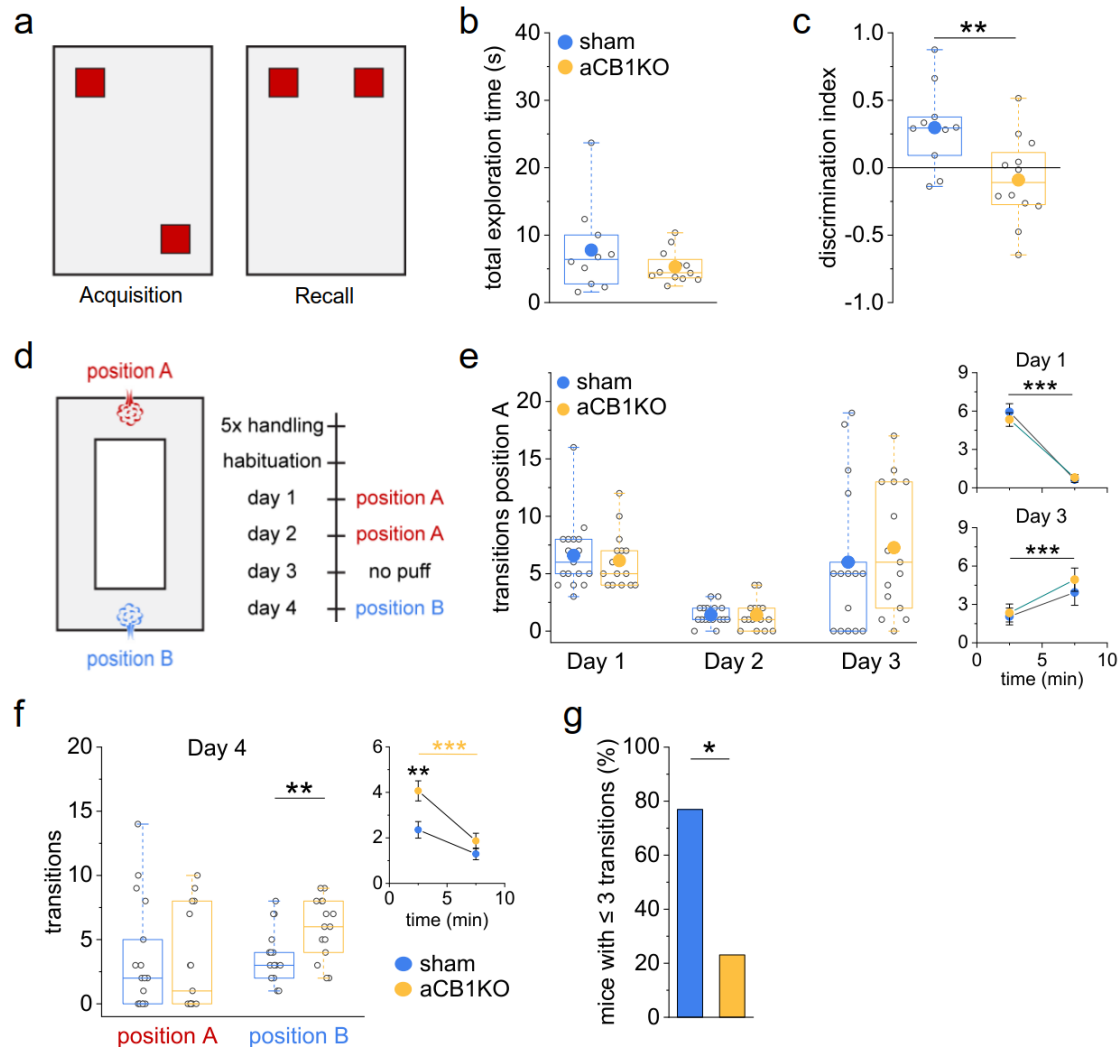 a
Acquisition
Recall
b
total exploration time (s)
40
30
20
10
0
sham
aCB1KO
c
discrimination index
1.0
0.5
0.0
-0.5
-1.0
**
d
position A
position B
5x handling
habituation
day 1 position A
day 2 position A
day 3 no puff
day 4 position B
e
transitions position A
20
15
10
5
0
sham
aCB1KO
Day 1 Day 2 Day 3
Day 1
9
6
3
0
***
Day 3
9
6
3
0
***
0 5 10
time (min)
f
Day 4
transitions
20
15
10
5
0
**
position A position B
6
4
2
0
***
**
0 5 10
time (min)
sham
aCB1KO
g
mice with ≤ 3 transitions (%)
100
80
60
40
20
0
*